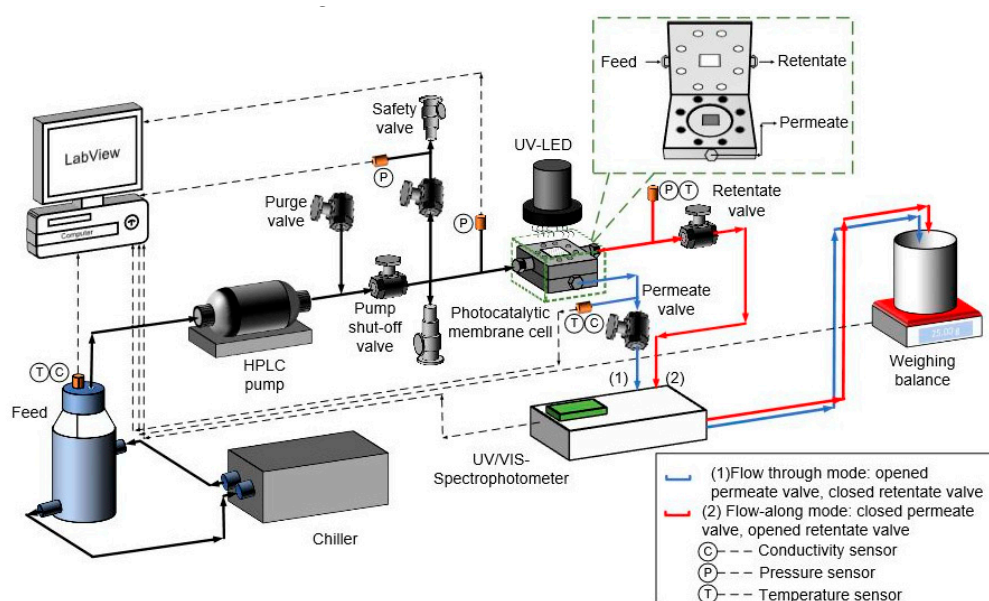 Feed
Retentate
Permeate
Safety
valve
LabView
Computer
P
UV-LED
Purge
valve
P
P T
Retentate
valve
Pump
shut-off
valve
HPLC
pump
Photocatalytic
membrane cell
T C
Permeate
valve
25.00 g
Weighing
balance
T C
Feed
(1)
(2)
UV/VIS-
Spectrophotometer
Chiller
(1)Flow through mode: opened
permeate valve, closed retentate valve
(2) Flow-along mode: closed permeate
valve, opened retentate valve
C Conductivity sensor
P Pressure sensor
T Temperature sensor